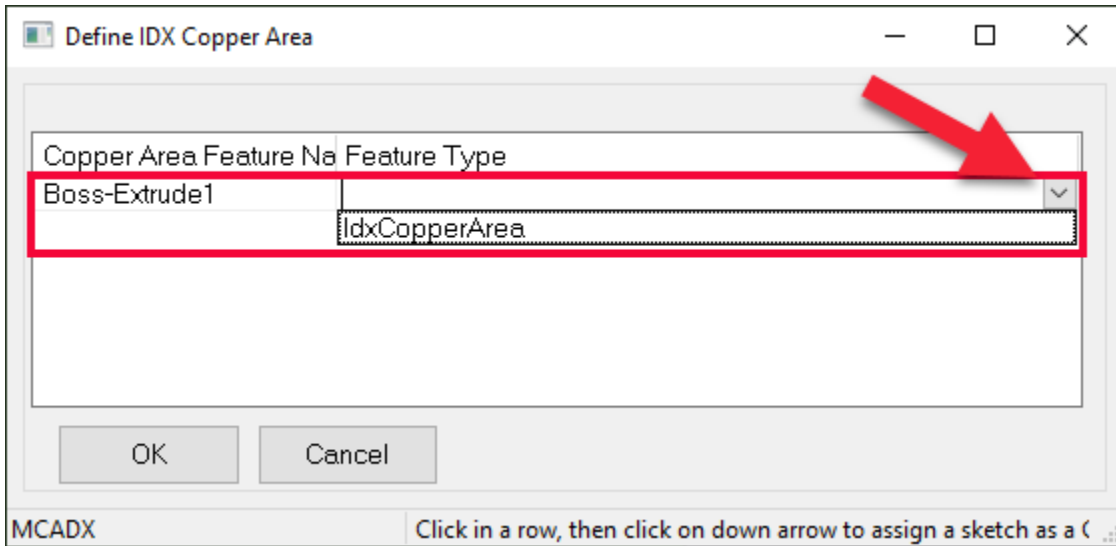 Define IDX Copper Area
Copper Area Feature Na Feature Type
Boss-Extrude1
IdxCopperArea
OK Cancel
MCADX Click in a row, then click on down arrow to assign a sketch as a